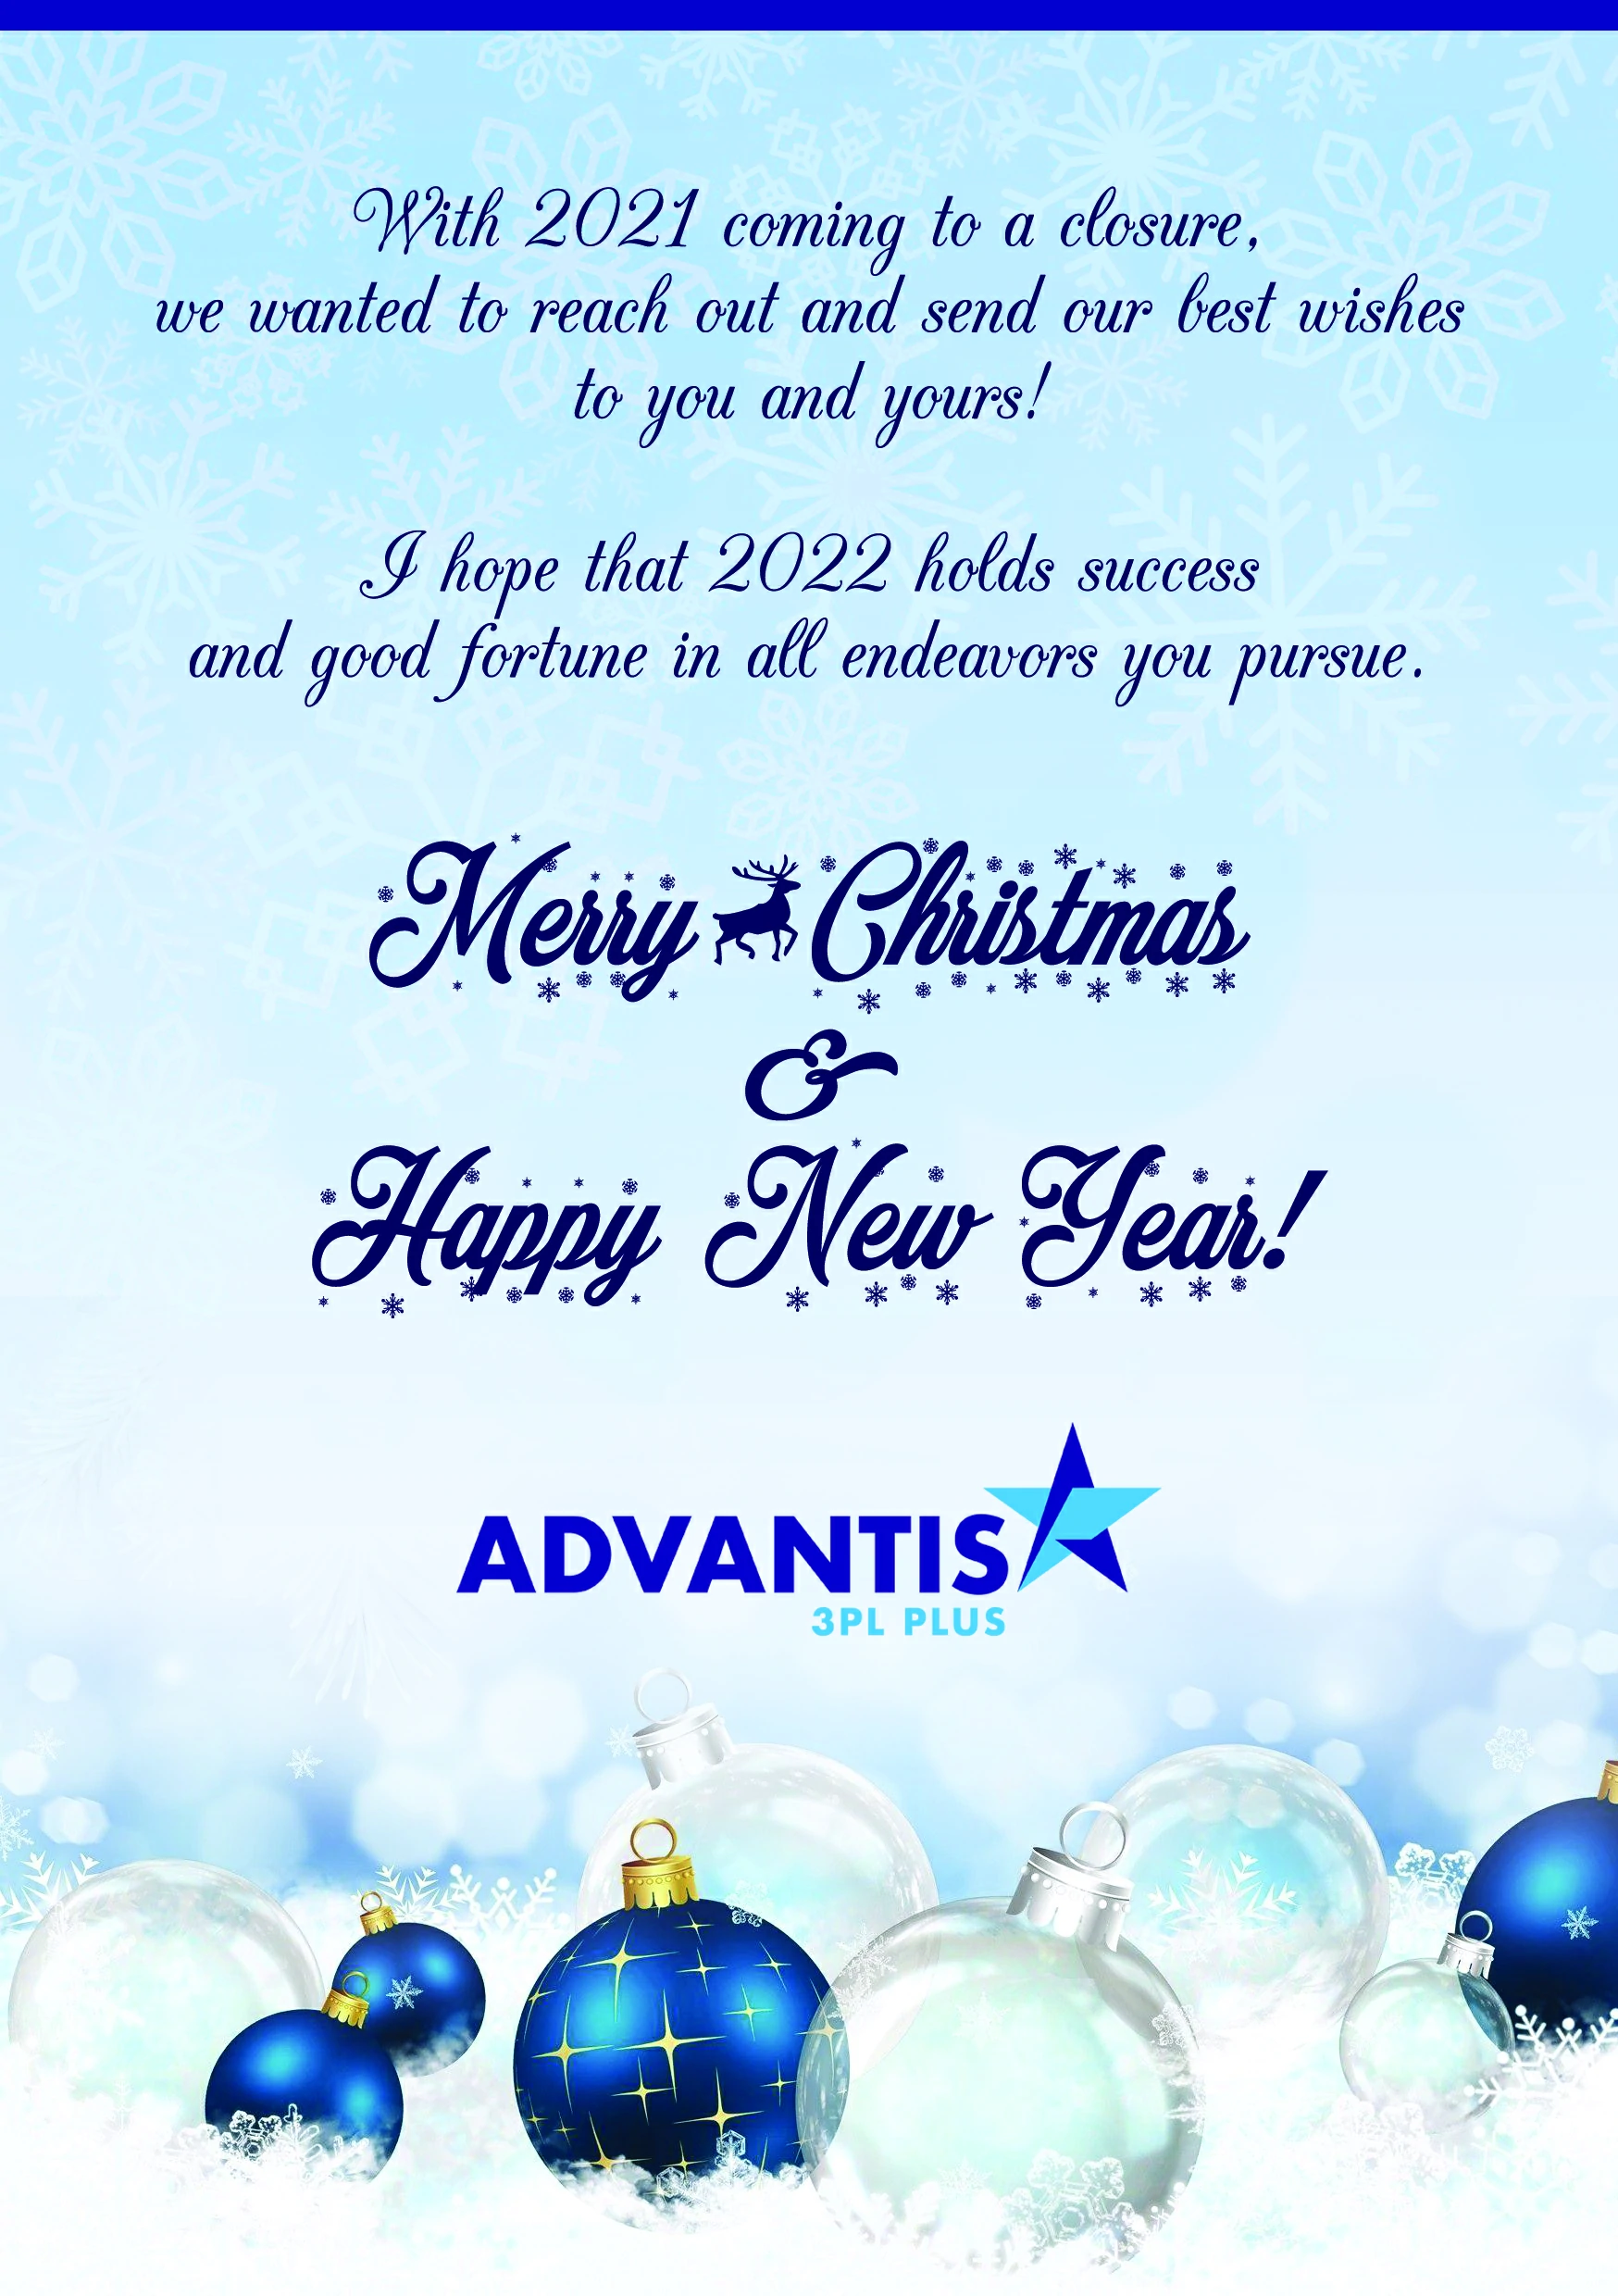 With 2021 coming to a closure,
we wanted to reach out and send our best wishes
to you and yours!
I hope that 2022 holds success
and good fortune in all endeavors you pursue.
Merry Christmas
&
Happy New Year!
ADVANTIS
3PL PLUS